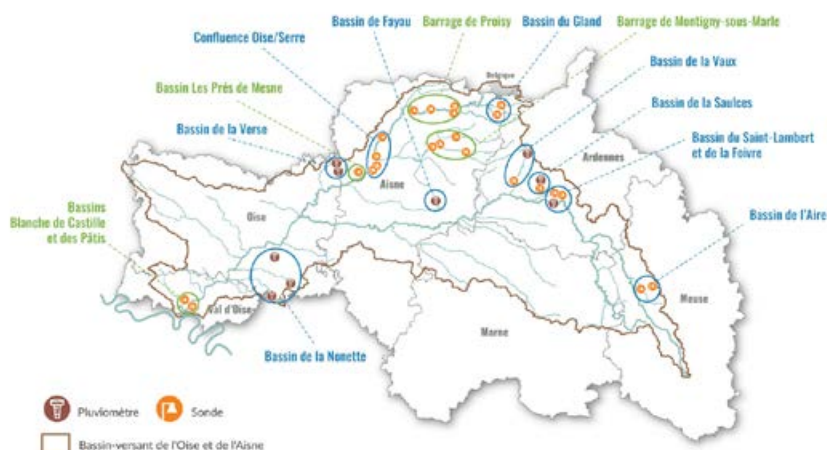 Bassin de Fayau
Barrage de Proisy
Bassin du Gland
Barrage de Montigny-sous-Marle
Confluence Oise/Serre
Bassin de la Vaux
Belgique
Bassin Les Prés de Mesne
Bassin de la Saulces
Bassin de la Verse
Bassin du Saint-Lambert
et de la Foivre
Ardennes
Aisne
Oise
Bassins
Blanche de Castille
et des Pâtis
Bassin de l'Aire
Meuse
Val d'Oise
Marne
Bassin de la Nonette
Pluviomètre
Sonde
Bassin-versant de l'Oise et de l'Aisne